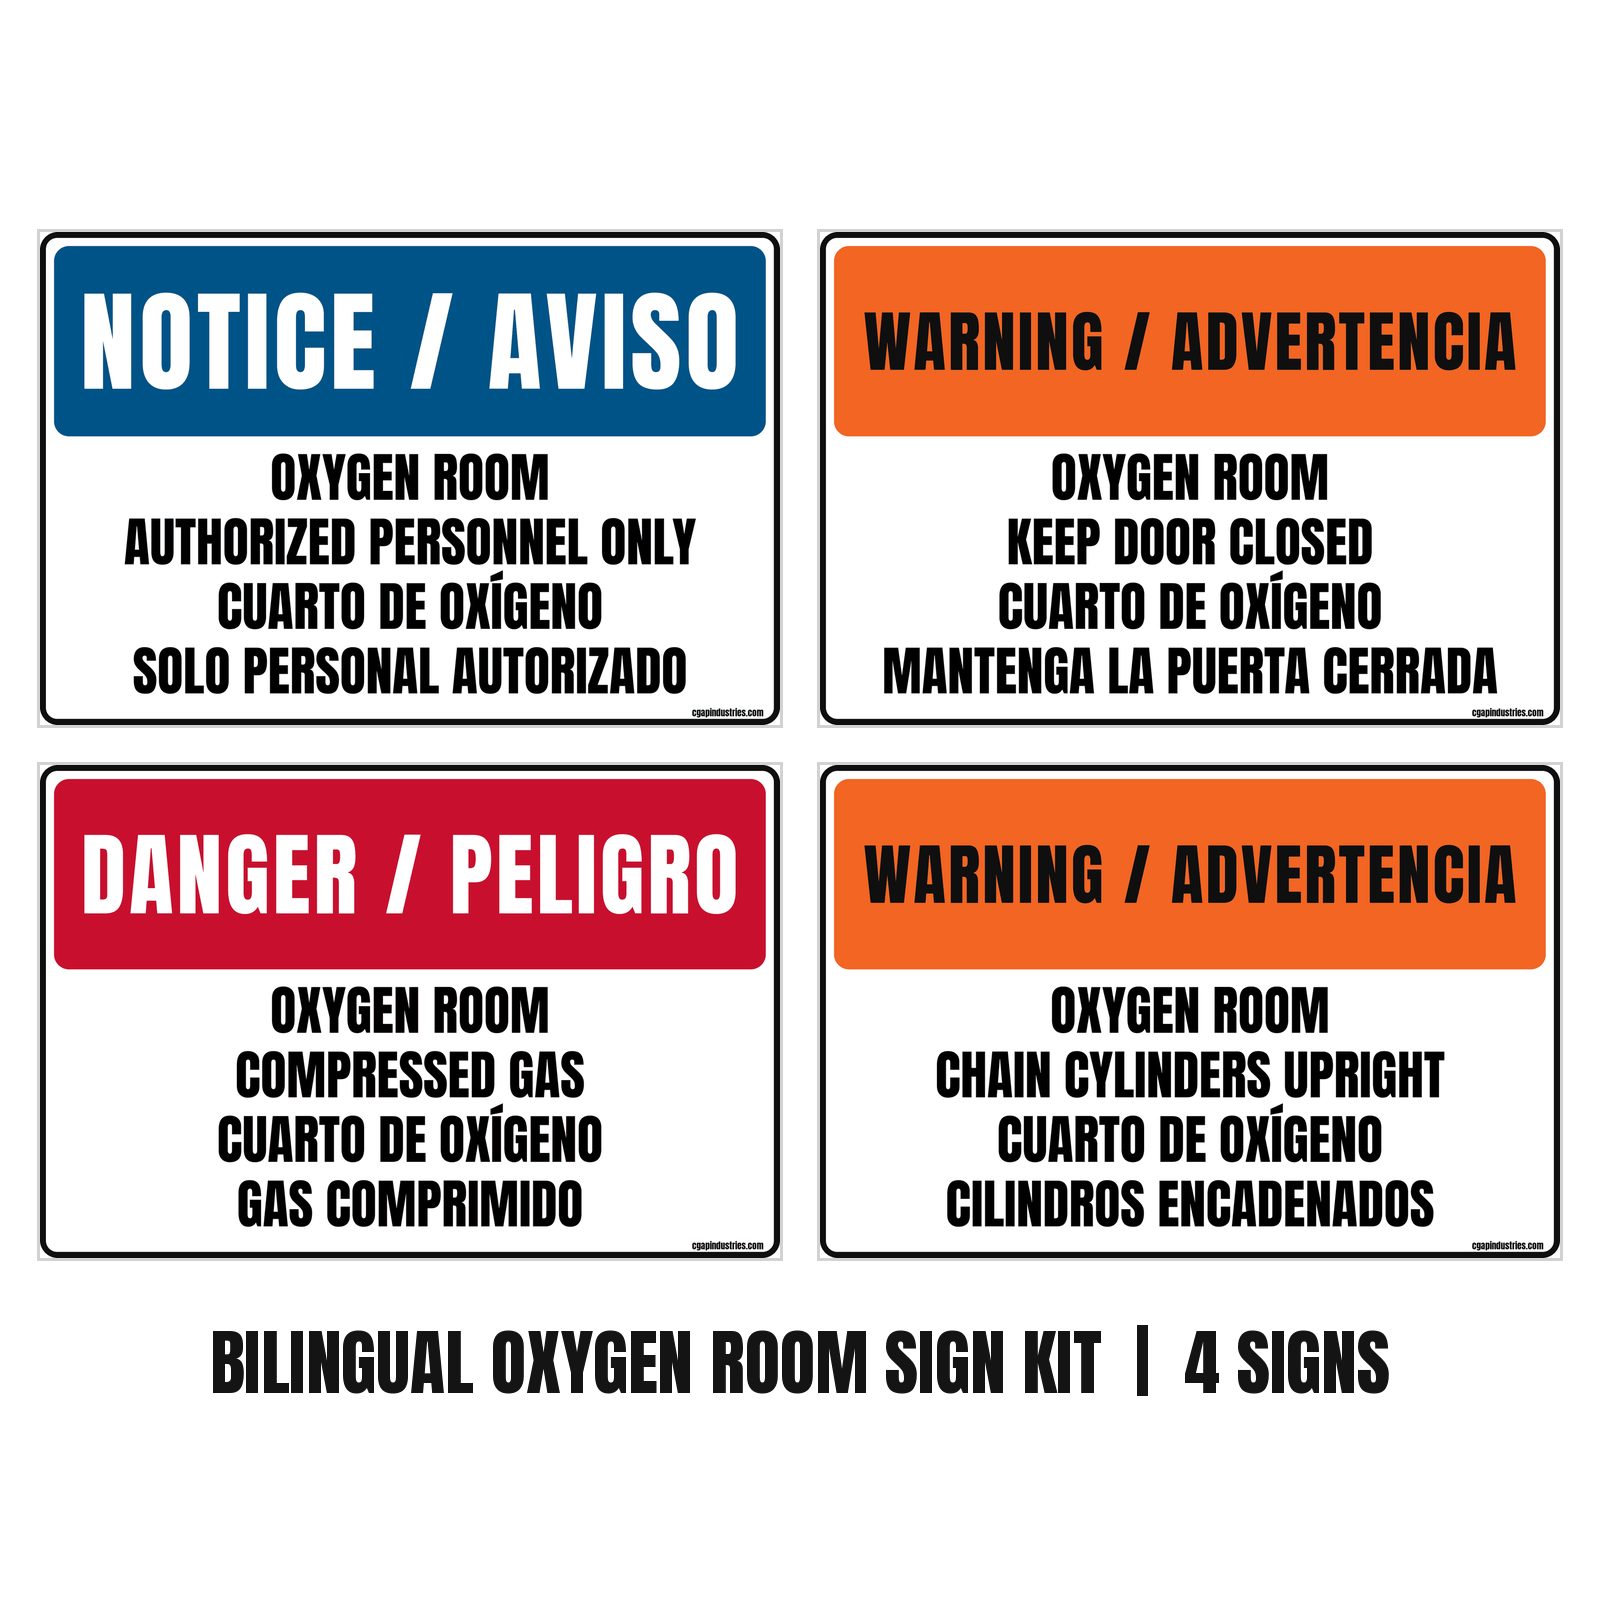 NOTICE / AVISO
OXYGEN ROOM
AUTHORIZED PERSONNEL ONLY
CUARTO DE OXÍGENO
SOLO PERSONAL AUTORIZADO
cgapindustries.com
WARNING / ADVERTENCIA
OXYGEN ROOM
KEEP DOOR CLOSED
CUARTO DE OXÍGENO
MANTENGA LA PUERTA CERRADA
cgapindustries.com
DANGER / PELIGRO
OXYGEN ROOM
COMPRESSED GAS
CUARTO DE OXÍGENO
GAS COMPRIMIDO
cgapindustries.com
WARNING / ADVERTENCIA
OXYGEN ROOM
CHAIN CYLINDERS UPRIGHT
CUARTO DE OXÍGENO
CILINDROS ENCADENADOS
cgapindustries.com
BILINGUAL OXYGEN ROOM SIGN KIT | 4 SIGNS